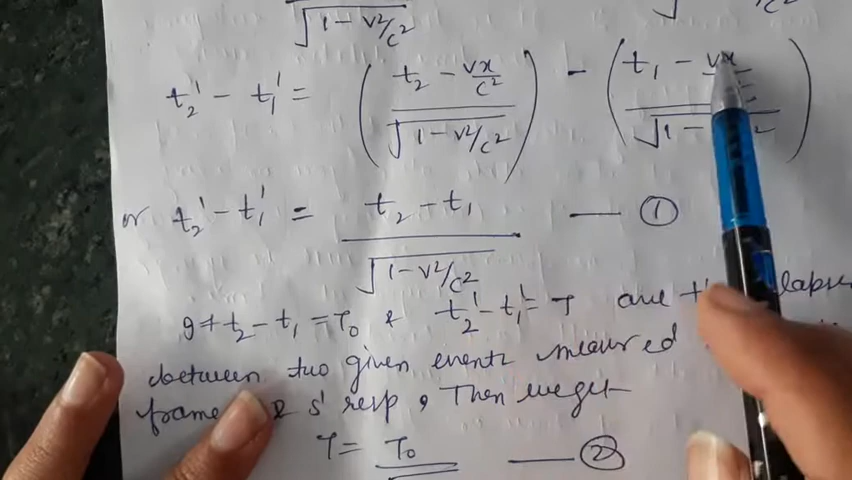 √1 - v²/c²
t₂' - t₁' = (t₂ - vx/c² / √1 - v²/c²) - (t₁ - vx / √1 - ²)
or t₂' - t₁' = t₂ - t₁ / √1 - v²/c² — ①
If t₂ - t₁ = T₀ & t₂' - t₁' = T are
between two given events measured
frame & s' resp, Then we get
T = T₀ — ②